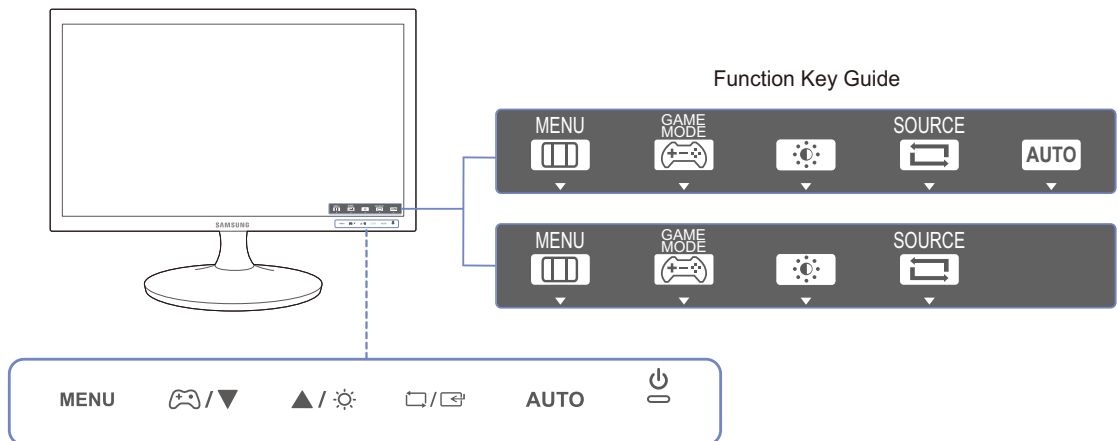 Function Key Guide
MENU
GAME
MODE
SOURCE
AUTO
SAMSUNG
MENU
GAME
MODE
SOURCE
MENU / ▼ ▲ / / AUTO